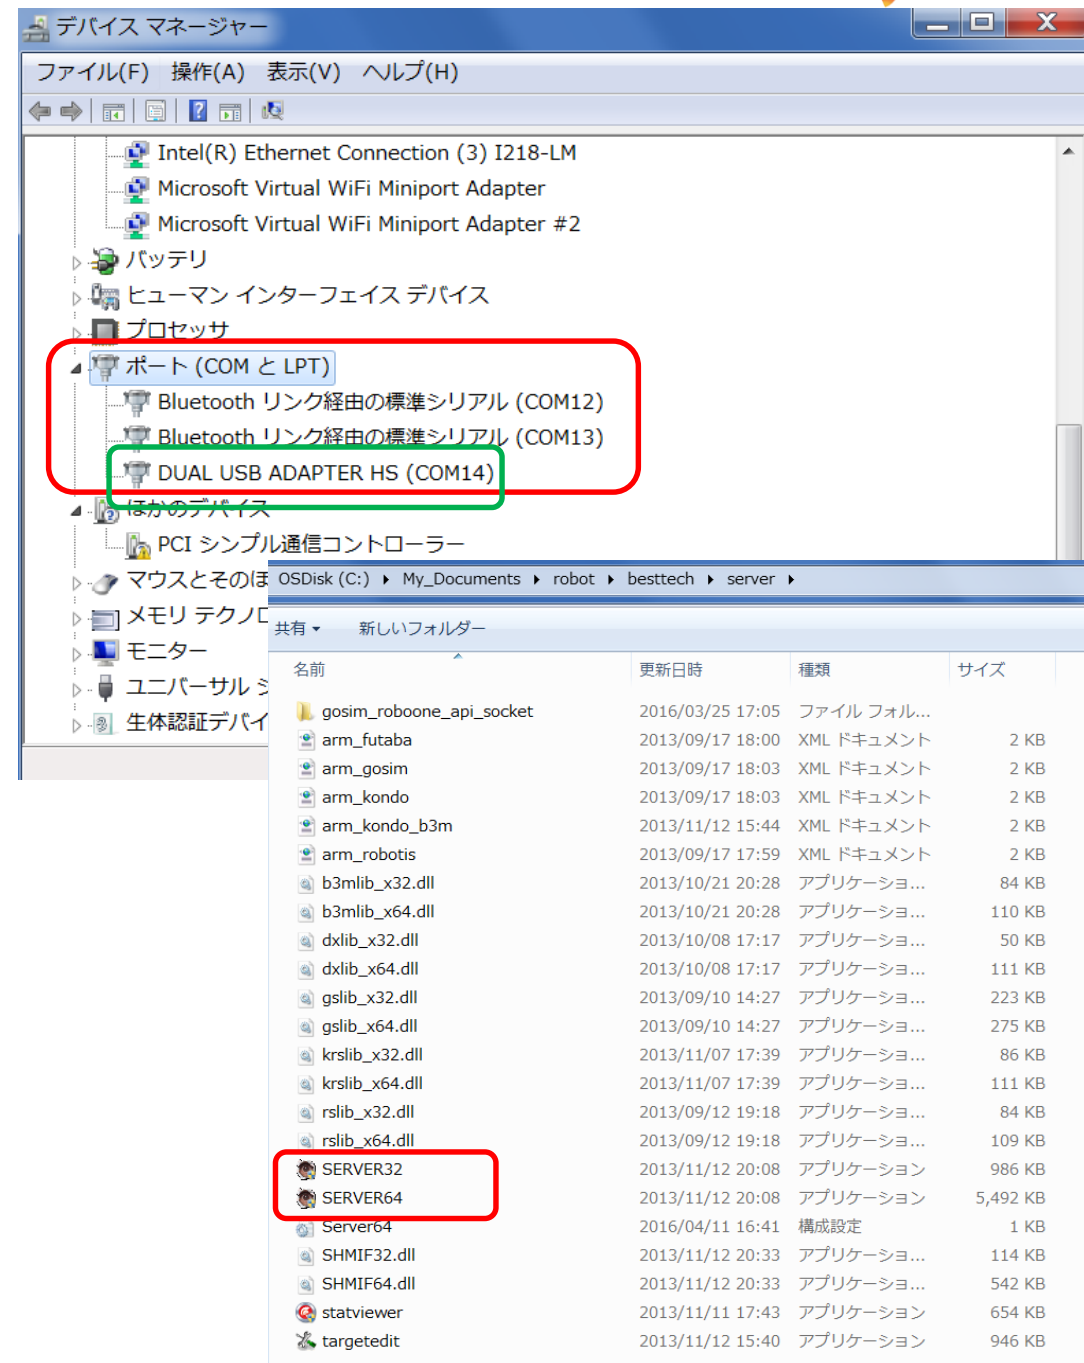 デバイス マネージャー
ファイル(F) 操作(A) 表示(V) ヘルプ(H)
Intel(R) Ethernet Connection (3) I218-LM
Microsoft Virtual WiFi Miniport Adapter
Microsoft Virtual WiFi Miniport Adapter #2
バッテリ
ヒューマン インターフェイス デバイス
プロセッサ
ポート (COM と LPT)
Bluetooth リンク経由の標準シリアル (COM12)
Bluetooth リンク経由の標準シリアル (COM13)
DUAL USB ADAPTER HS (COM14)
ほかのデバイス
PCI シンプル通信コントローラー
マウスとそのほ
メモリ テクノロ
モニター
ユニバーサル シ
生体認証デバイ
OSDisk (C:) ▸ My_Documents ▸ robot ▸ besttech ▸ server ▸
共有 新しいフォルダー
名前 更新日時 種類 サイズ
gosim_roboone_api_socket 2016/03/25 17:05 ファイル フォル...
arm_futaba 2013/09/17 18:00 XML ドキュメント 2 KB
arm_gosim 2013/09/17 18:03 XML ドキュメント 2 KB
arm_kondo 2013/09/17 18:03 XML ドキュメント 2 KB
arm_kondo_b3m 2013/11/12 15:44 XML ドキュメント 2 KB
arm_robotis 2013/09/17 17:59 XML ドキュメント 2 KB
b3mlib_x32.dll 2013/10/21 20:28 アプリケーショ... 84 KB
b3mlib_x64.dll 2013/10/21 20:28 アプリケーショ... 110 KB
dxlib_x32.dll 2013/10/08 17:17 アプリケーショ... 50 KB
dxlib_x64.dll 2013/10/08 17:17 アプリケーショ... 111 KB
gslib_x32.dll 2013/09/10 14:27 アプリケーショ... 223 KB
gslib_x64.dll 2013/09/10 14:27 アプリケーショ... 275 KB
krslib_x32.dll 2013/11/07 17:39 アプリケーショ... 86 KB
krslib_x64.dll 2013/11/07 17:39 アプリケーショ... 111 KB
rslib_x32.dll 2013/09/12 19:18 アプリケーショ... 84 KB
rslib_x64.dll 2013/09/12 19:18 アプリケーショ... 109 KB
SERVER32 2013/11/12 20:08 アプリケーション 986 KB
SERVER64 2013/11/12 20:08 アプリケーション 5,492 KB
Server64 2016/04/11 16:41 構成設定 1 KB
SHMIF32.dll 2013/11/12 20:33 アプリケーショ... 114 KB
SHMIF64.dll 2013/11/12 20:33 アプリケーショ... 542 KB
statviewer 2013/11/11 17:43 アプリケーション 654 KB
targetedit 2013/11/12 15:40 アプリケーション 946 KB